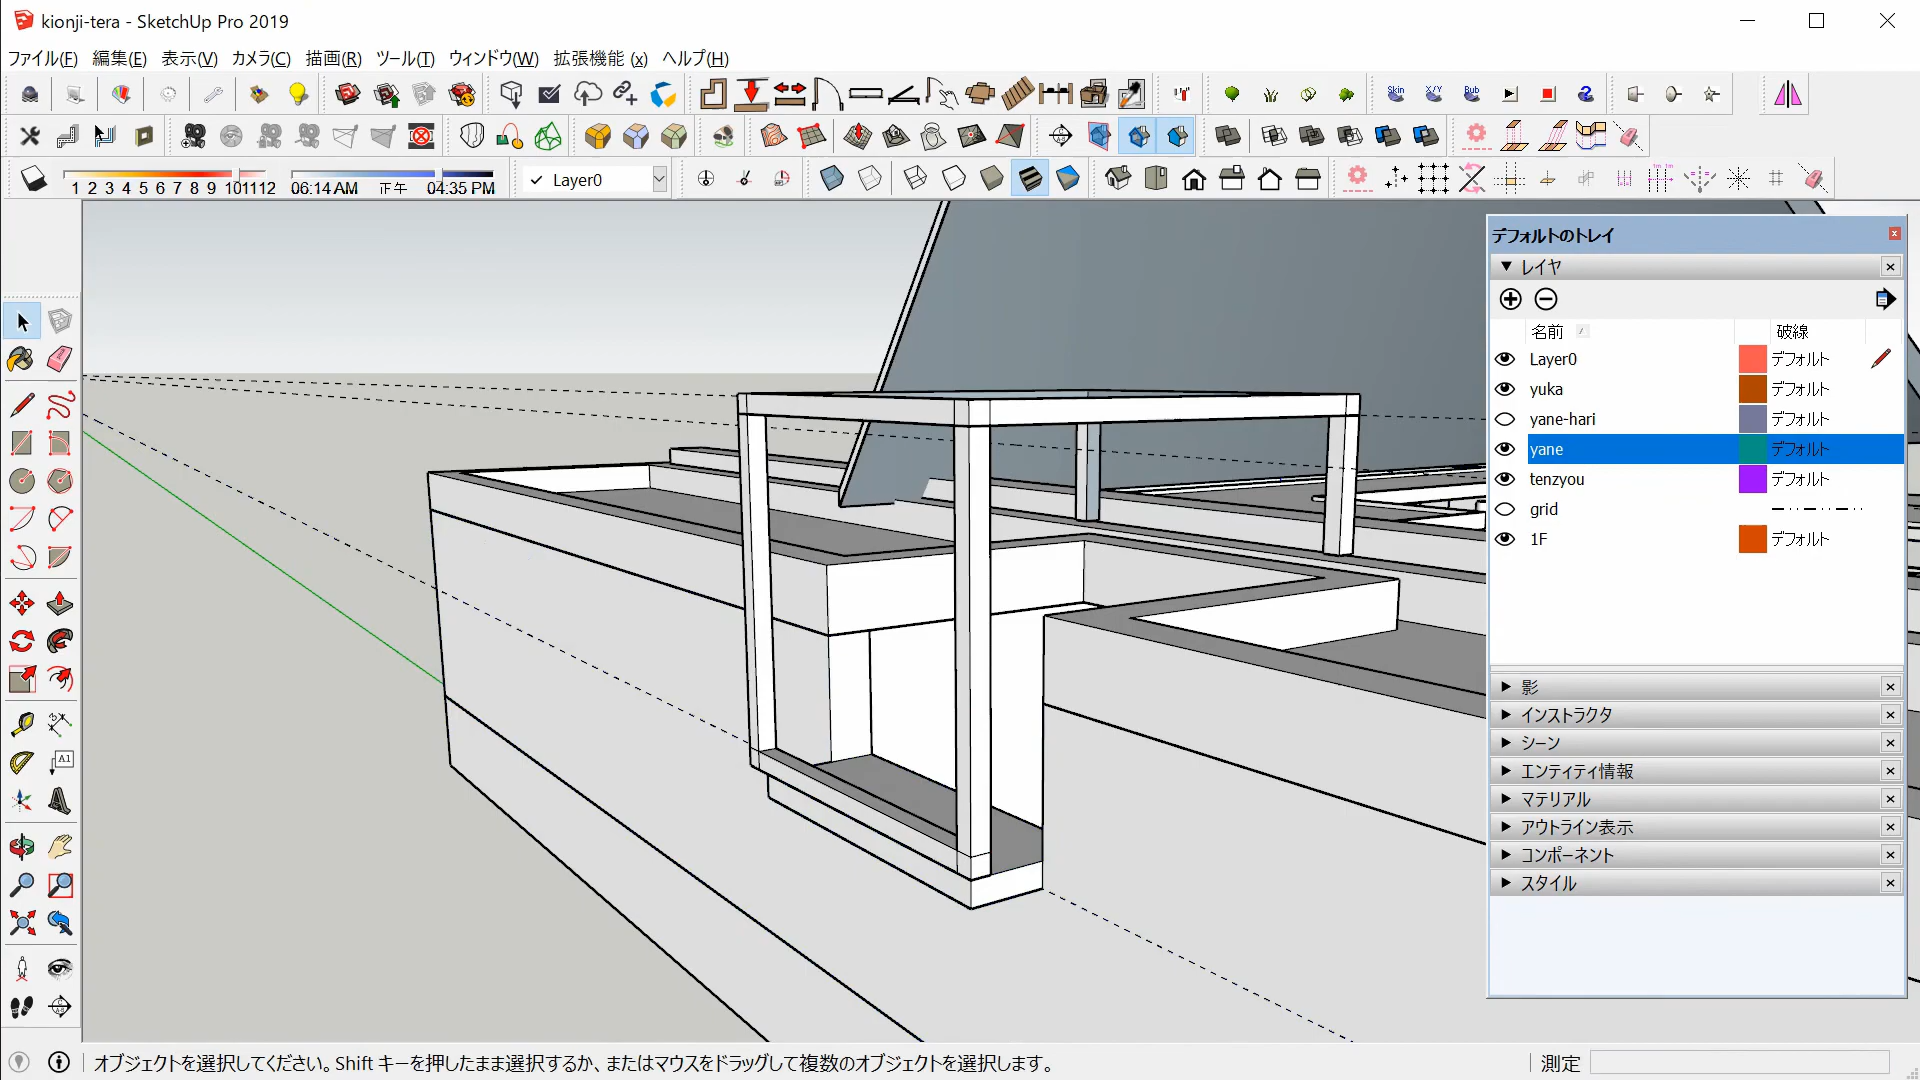 kionji-tera - SketchUp Pro 2019
ファイル(F) 編集(E) 表示(V) カメラ(C) 描画(R) ツール(T) ウィンドウ(W) 拡張機能 (x) ヘルプ(H)
Skin X/Y Bub
1 2 3 4 5 6 7 8 9 10 11 12 06:14 AM 正午 04:35 PM Layer0
デフォルトのトレイ
レイヤ
名前 破線
Layer0 デフォルト
yuka デフォルト
yane-hari デフォルト
yane デフォルト
tenzyou デフォルト
grid
1F デフォルト
影
インストラクタ
シーン
エンティティ情報
マテリアル
アウトライン表示
コンポーネント
スタイル
A1
オブジェクトを選択してください。Shift キーを押したまま選択するか、またはマウスをドラッグして複数のオブジェクトを選択します。
測定